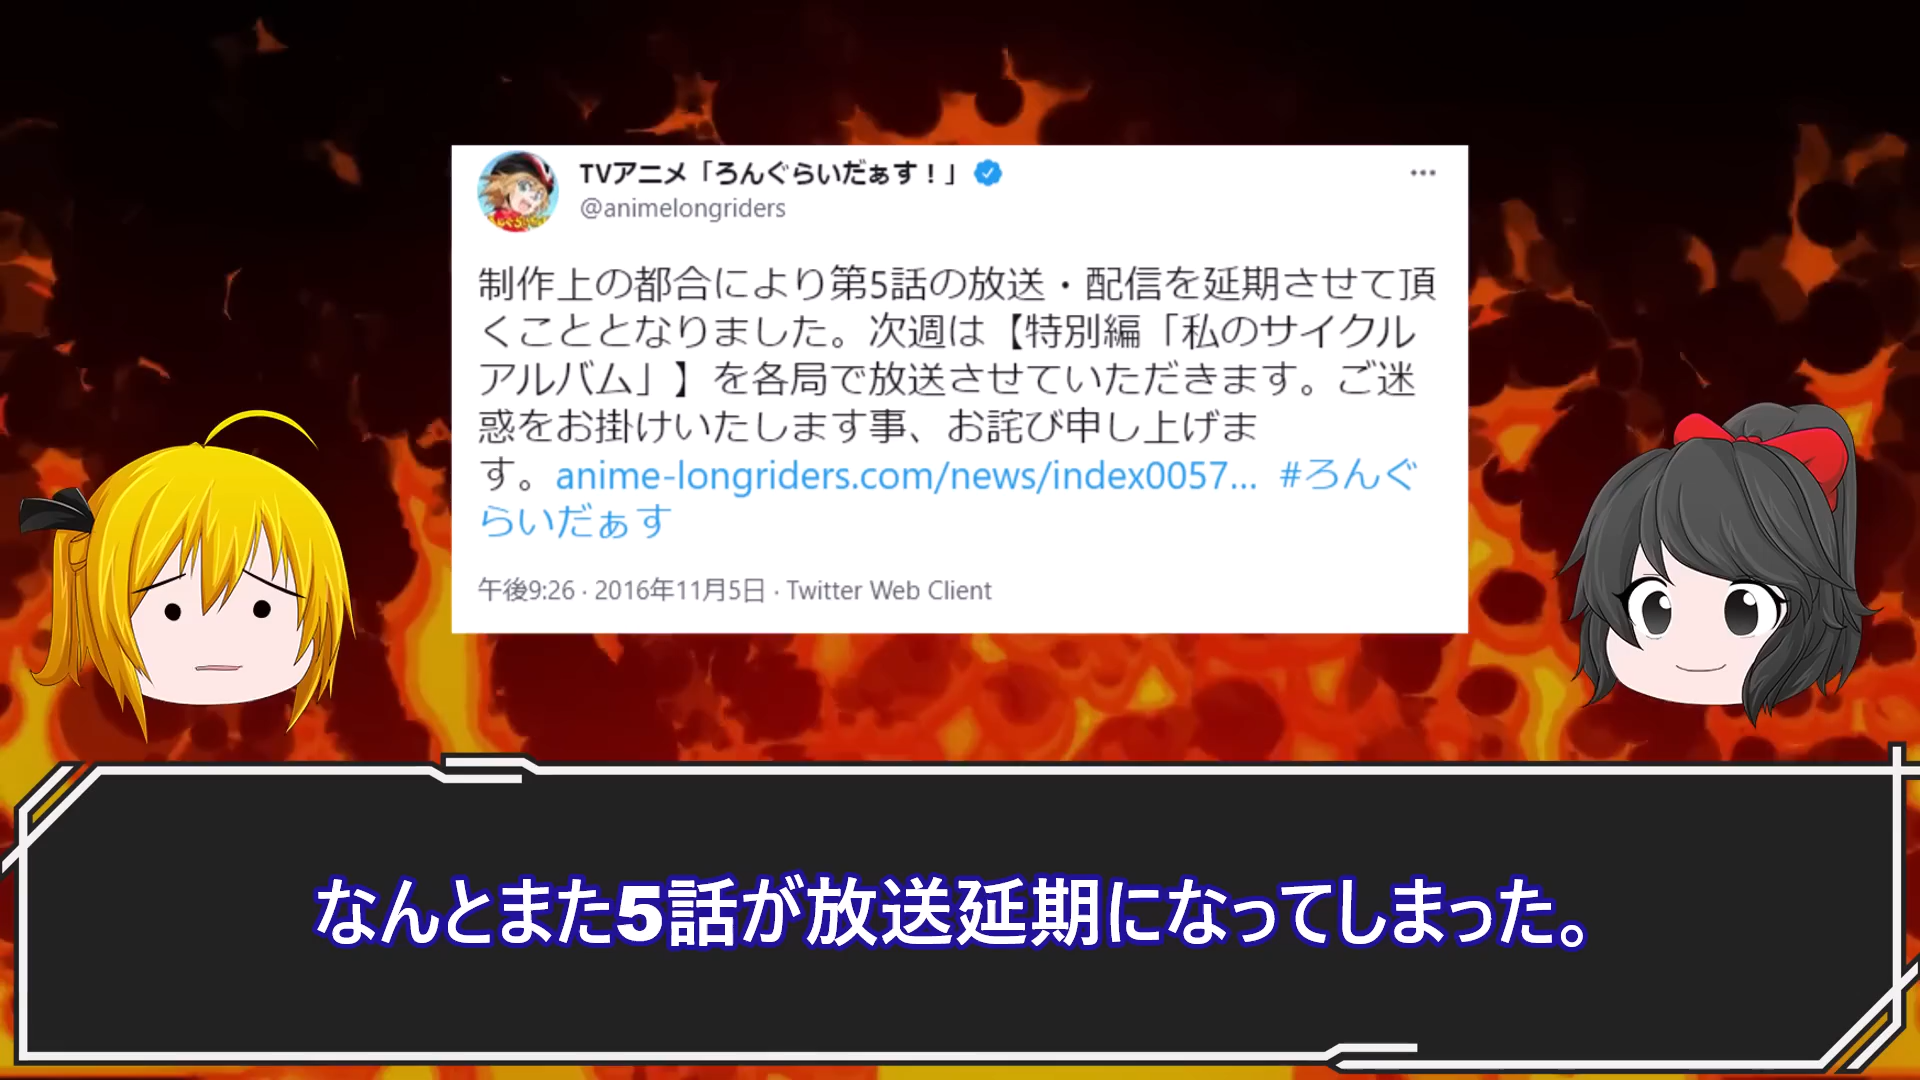 TVアニメ「ろんぐらいだぁす！」
@animelongriders
制作上の都合により第5話の放送・配信を延期させて頂
くこととなりました。次週は【特別編「私のサイクル
アルバム」】を各局で放送させていただきます。ご迷
惑をお掛けいたします事、お詫び申し上げま
す。anime-longriders.com/news/index0057... #ろんぐ
らいだぁす
午後9:26 · 2016年11月5日 · Twitter Web Client
なんとまた5話が放送延期になってしまった。